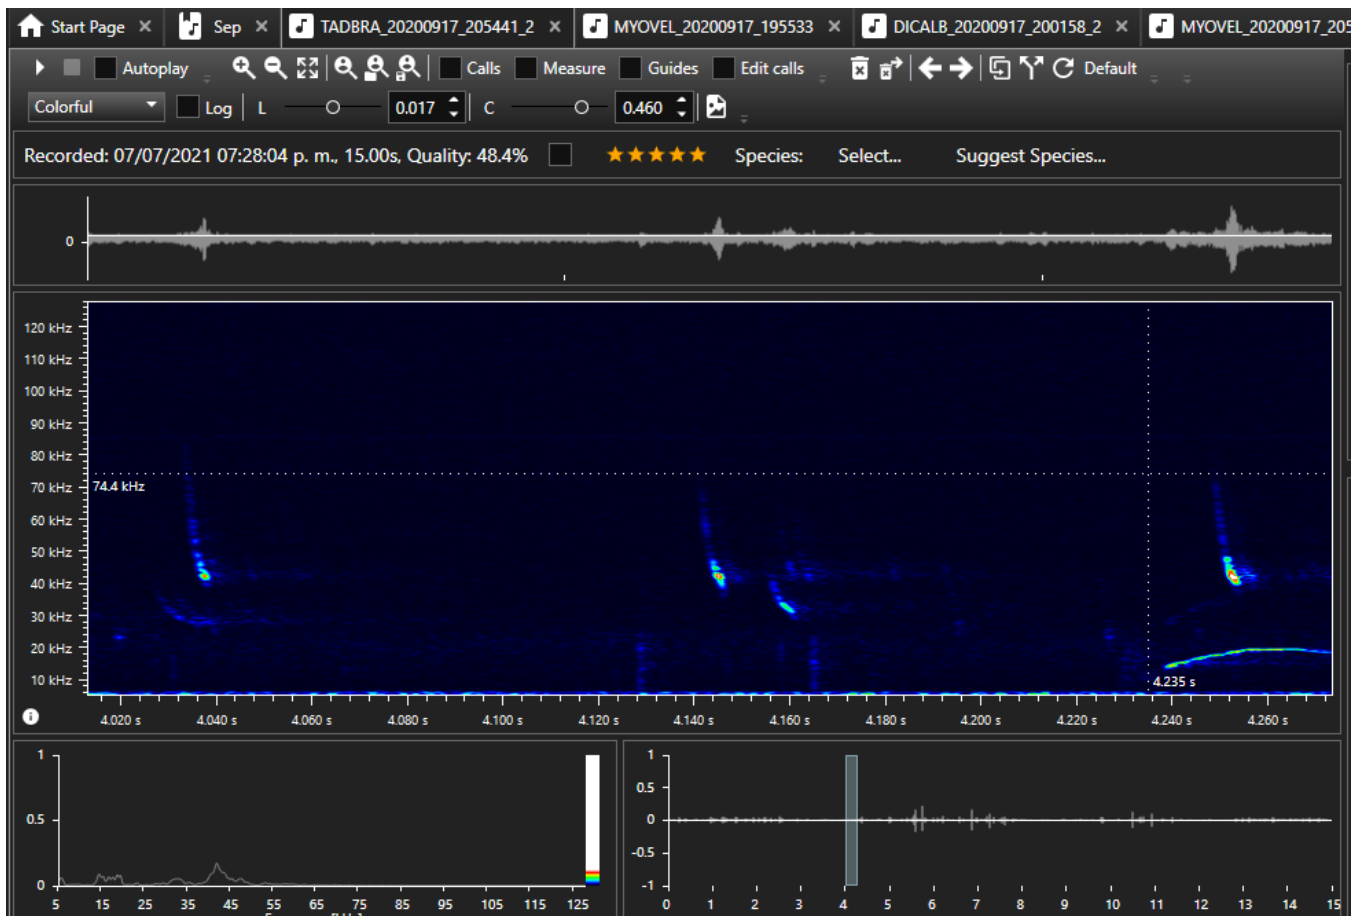 Start Page × Sep × TADBRA_20200917_205441_2 × MYOVEL_20200917_195533 × DICALB_20200917_200158_2 × MYOVEL_20200917_205
Autoplay Calls Measure Guides Edit calls Default
Colorful Log L 0.017 C 0.460
Recorded: 07/07/2021 07:28:04 p. m., 15.00s, Quality: 48.4% ★★★★★ Species: Select... Suggest Species...
0
120 kHz
110 kHz
100 kHz
90 kHz
80 kHz
74.4 kHz
70 kHz
60 kHz
50 kHz
40 kHz
30 kHz
20 kHz
10 kHz
4.235 s
4.020 s 4.040 s 4.060 s 4.080 s 4.100 s 4.120 s 4.140 s 4.160 s 4.180 s 4.200 s 4.220 s 4.240 s 4.260 s
1
0.5
0
5 15 25 35 45 55 65 75 85 95 105 115 125
1
0.5
0
-0.5
-1
0 1 2 3 4 5 6 7 8 9 10 11 12 13 14 15